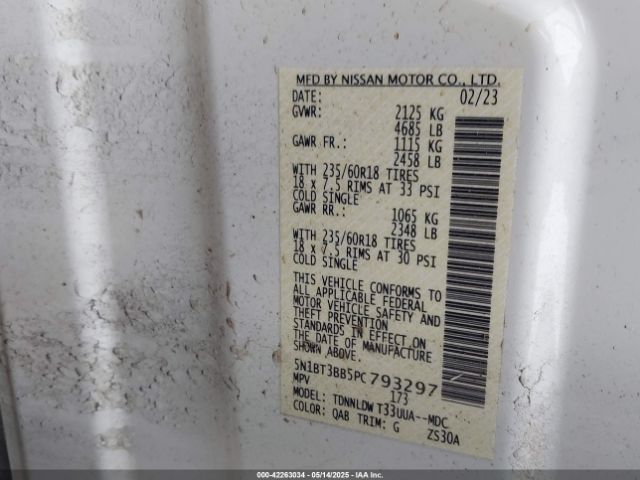 MFD BY NISSAN MOTOR CO., LTD.
DATE: 02/23
GVWR: 2125 KG
4685 LB
GAWR FR.: 1115 KG
2458 LB
WITH 235/60R18 TIRES
18 x 7.5 RIMS AT 33 PSI
COLD SINGLE
GAWR RR.: 1065 KG
2348 LB
WITH 235/60R18 TIRES
18 x 7.5 RIMS AT 30 PSI
COLD SINGLE
THIS VEHICLE CONFORMS TO
ALL APPLICABLE FEDERAL
MOTOR VEHICLE SAFETY AND
THEFT PREVENTION
STANDARDS IN EFFECT ON
THE DATE OF MANUFACTURE
SHOWN ABOVE.
5N1BT3BB5PC793297
MPV 173
MODEL: TDNNLDW T33UUA--MDC
COLOR: QAB TRIM: G ZS30A
000-42263034 - 05/14/2025 - IAAI.COM